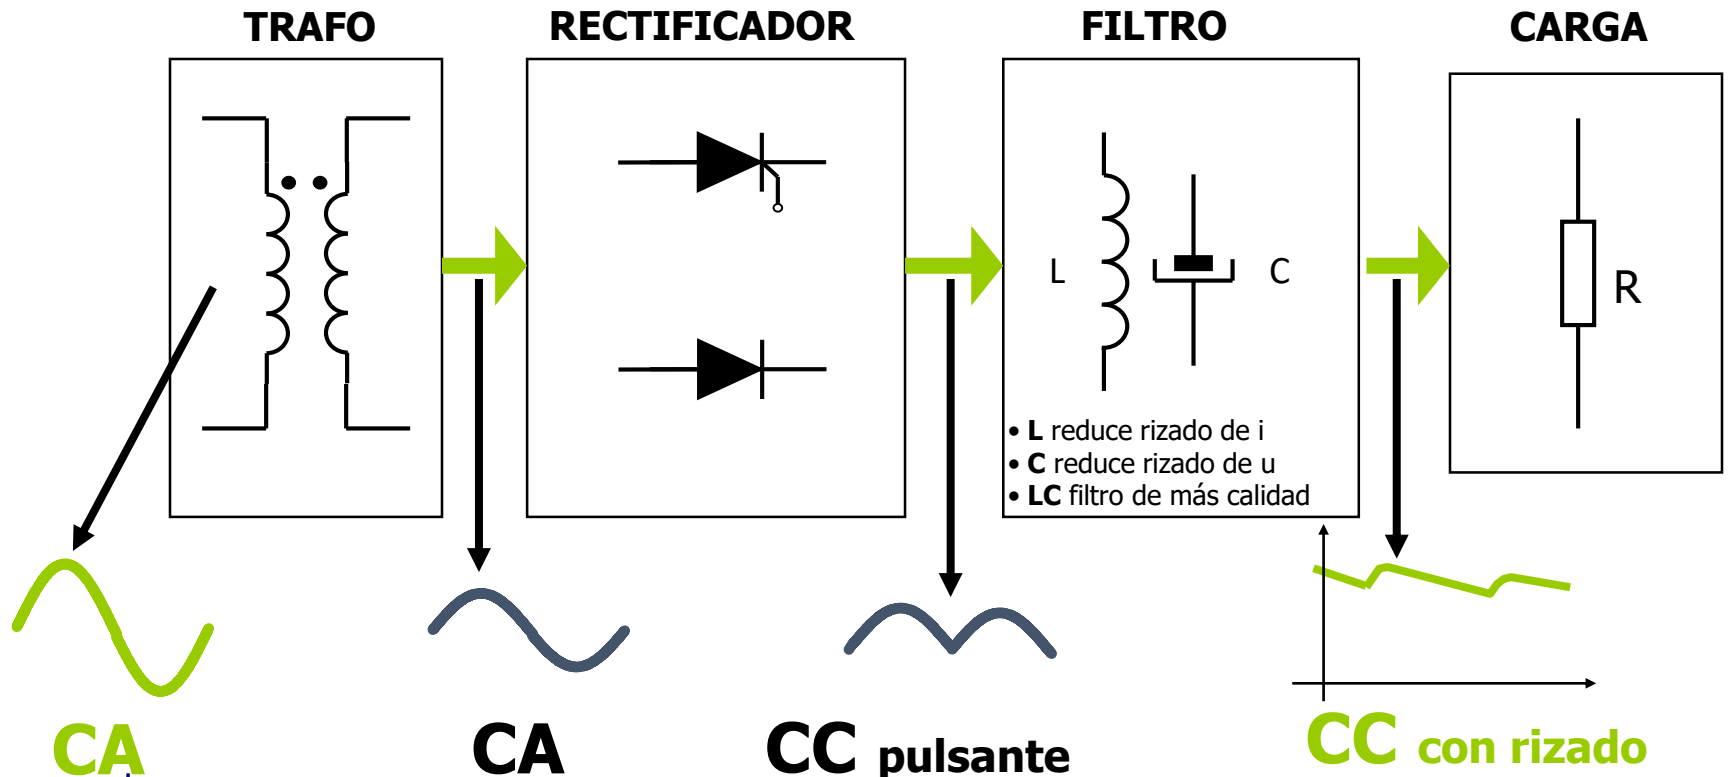 TRAFO
RECTIFICADOR
FILTRO
CARGA
L
C
R
• L reduce rizado de i
• C reduce rizado de u
• LC filtro de más calidad
CA
CA
CC pulsante
CC con rizado